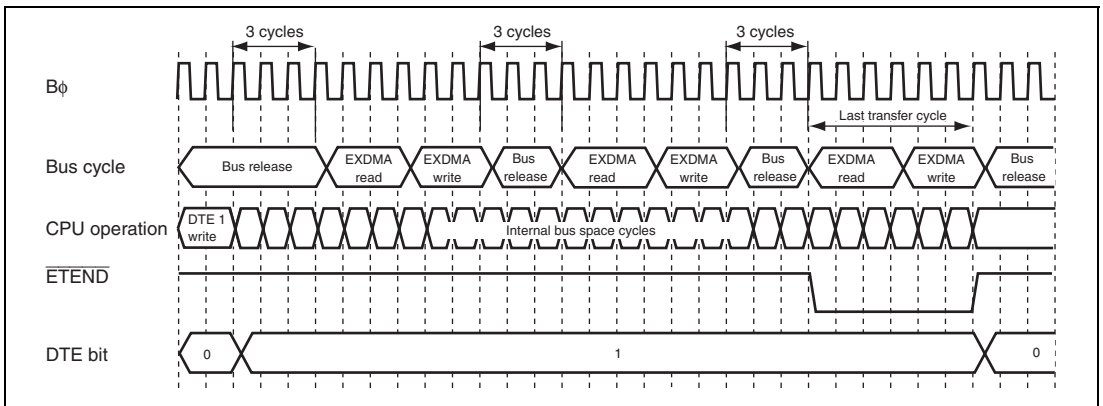 3 cycles 3 cycles 3 cycles
Bφ
Last transfer cycle
Bus cycle Bus release EXDMA read EXDMA write Bus release EXDMA read EXDMA write Bus release EXDMA read EXDMA write Bus release
CPU operation DTE 1 write Internal bus space cycles
ETEND
DTE bit 0 1 0